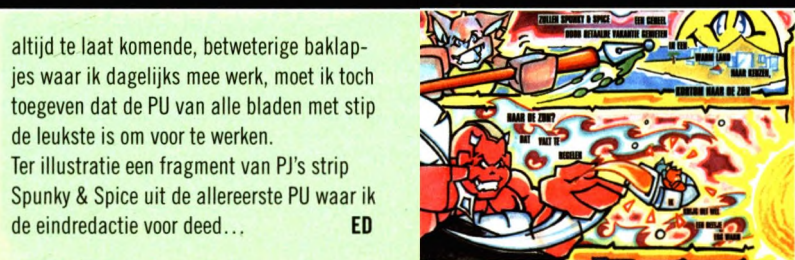 altijd te laat komende, betweterige baklap-
jes waar ik dagelijks mee werk, moet ik toch
toegeven dat de PU van alle bladen met stip
de leukste is om voor te werken.
Ter illustratie een fragment van PJ's strip
Spunky & Spice uit de allereerste PU waar ik
de eindredactie voor deed... ED
ZULLEN SPUNKY & SPICE EEN GEHEEL
DOOR BETAALDE VAKANTIE GENIETEN
IN EEN
WARM LAND
NAAR KEUZEN,
KORTOM NAAR DE ZON
NAAR DE ZON?
DAT VALT TE
REGELEN